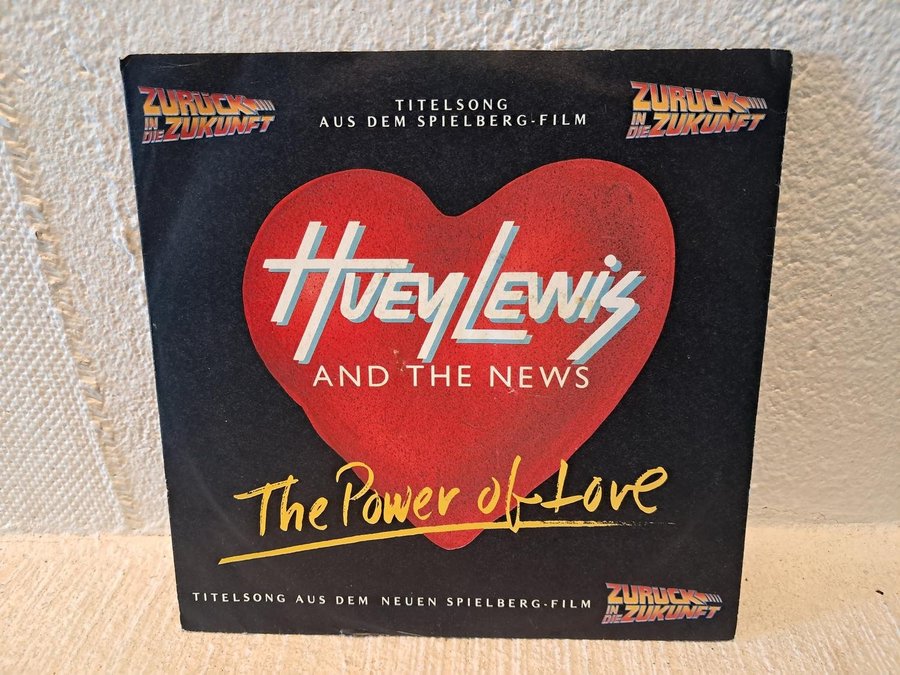 ZURÜCK
IN DIE ZUKUNFT
TITELSONG
AUS DEM SPIELBERG-FILM
ZURÜCK
IN DIE ZUKUNFT
HUEY LEWIS
AND THE NEWS
The Power of Love
TITELSONG AUS DEM NEUEN SPIELBERG-FILM
ZURÜCK
IN DIE ZUKUNFT